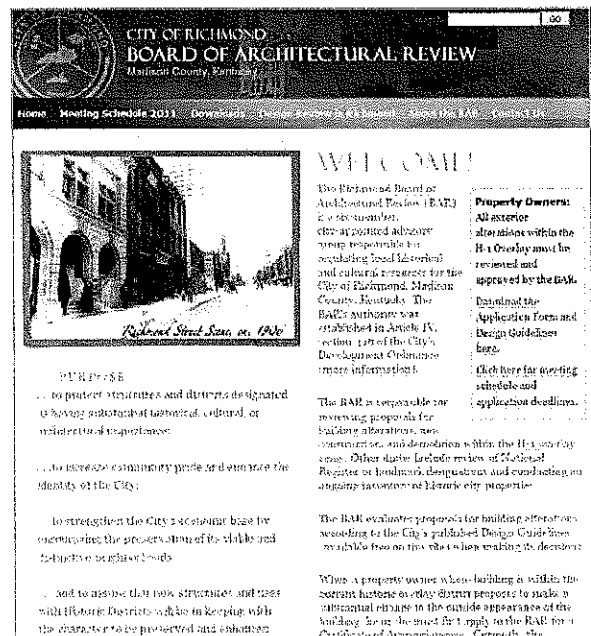 GO
CITY OF RICHMOND
BOARD OF ARCHITECTURAL REVIEW
Madison County, Kentucky
Home Meeting Schedule 2011 Downloads Design Review in Richmond About the BAR Contact Us
WELCOME!
The Richmond Board of
Architectural Review (BAR)
is a six-member,
city-appointed advisory
group responsible for
regulating local historical
and cultural resources for the
City of Richmond, Madison
County, Kentucky. The
BAR's authority was
established in Article IV,
section of the City's
Development Ordinance
(more information).
Property Owners:
All exterior
alterations within the
H-1 Overlay must be
reviewed and
approved by the BAR.
Download the
Application Form and
Design Guidelines
here.
Click here for meeting
schedule and
application deadlines.
Richmond Street Scene, ca. 1900
PURPOSE
... to protect structures and districts designated
as having substantial historical, cultural, or
architectural importance;
... to increase community pride and enhance the
identity of the City;
... to strengthen the City's economic base by
encouraging the preservation of its viable and
distinctive neighborhoods
... and to assure that new structures and uses
with Historic Districts will be in keeping with
the character to be preserved and enhanced
The BAR is responsible for
reviewing proposals for
building alterations, new
construction, and demolition within the H-1 overlay
zone. Other duties include review of National
Register or landmark designations and conducting an
ongoing inventory of historic city properties.
The BAR evaluates proposals for building alterations
according to the City's published Design Guidelines
(available free on this site) when making its decisions
When a property owner whose building is within the
current historic overlay district proposes to make a
substantial change to the outside appearance of the
building, he or she must first apply to the BAR for a
Certificate of Appropriateness. Currently, the